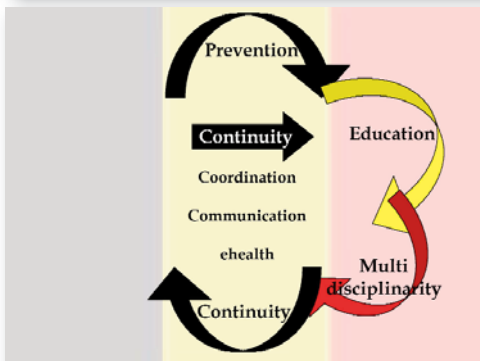 Prevention
Continuity
Education
Coordination
Communication
ehealth
Multi
disciplinarity
Continuity